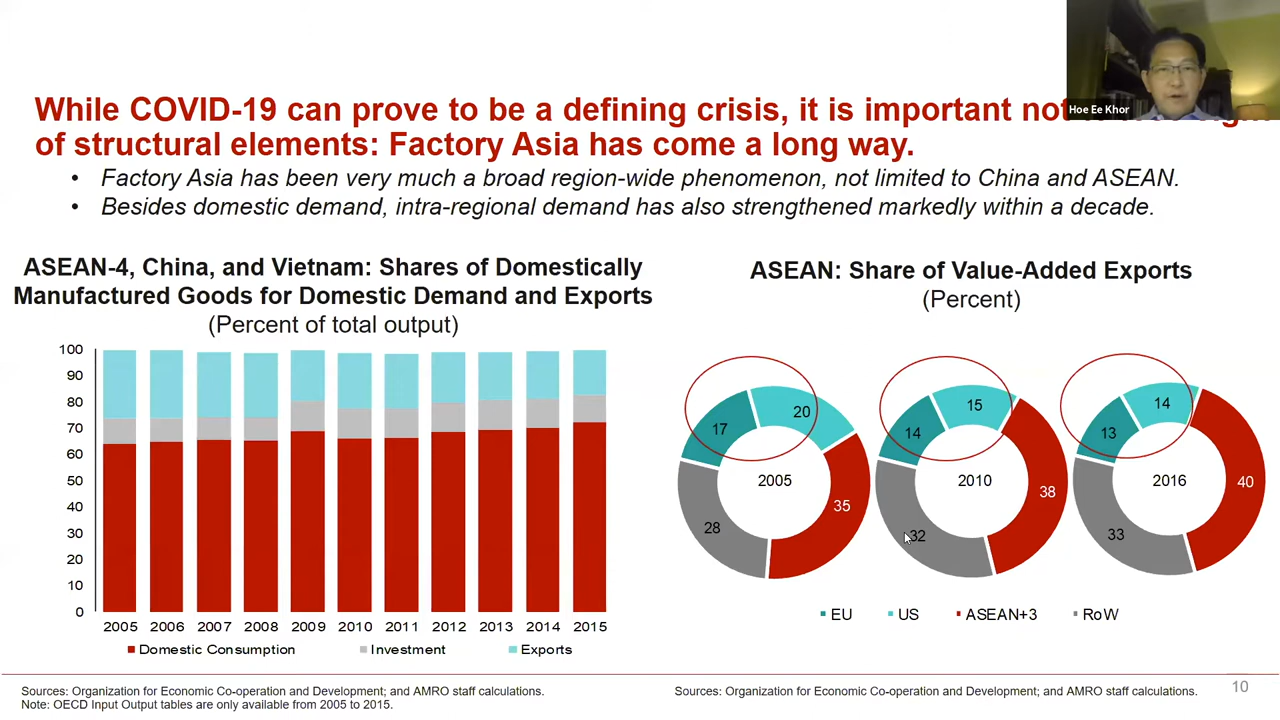 Hoe Ee Khor
While COVID-19 can prove to be a defining crisis, it is important not
of structural elements: Factory Asia has come a long way.
• Factory Asia has been very much a broad region-wide phenomenon, not limited to China and ASEAN.
• Besides domestic demand, intra-regional demand has also strengthened markedly within a decade.
ASEAN-4, China, and Vietnam: Shares of Domestically
Manufactured Goods for Domestic Demand and Exports
(Percent of total output)
100
90
80
70
60
50
40
30
20
10
0
2005 2006 2007 2008 2009 2010 2011 2012 2013 2014 2015
Domestic Consumption Investment Exports
ASEAN: Share of Value-Added Exports
(Percent)
17 20 35 28 2005
14 15 38 32 2010
13 14 40 33 2016
EU US ASEAN+3 RoW
Sources: Organization for Economic Co-operation and Development; and AMRO staff calculations.
Note: OECD Input Output tables are only available from 2005 to 2015.
Sources: Organization for Economic Co-operation and Development; and AMRO staff calculations.
10